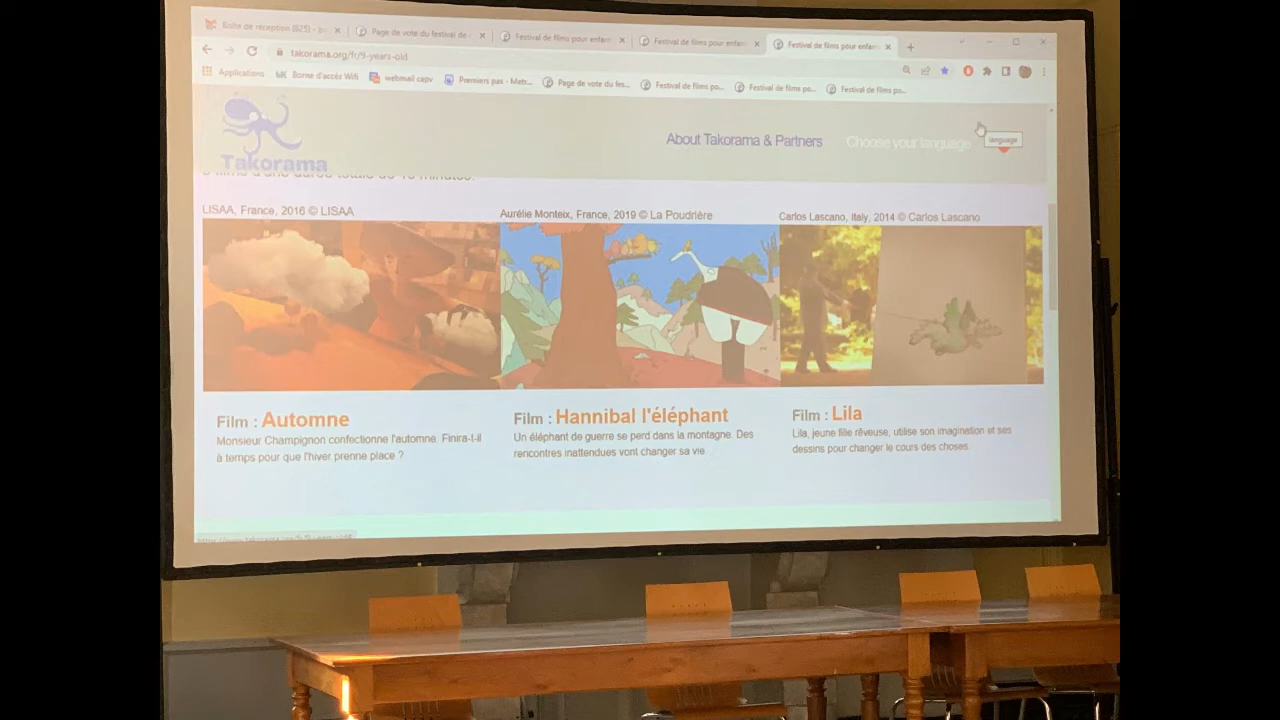 Boîte de réception (625) -
Page de vote du festival de
Festival de films pour enfan
Festival de films pour enfan
Festival de films pour enfan
takorama.org/fr/9-years-old
Applications
Borne d'accès Wifi
webmail capv
Premiers pas - Metr...
Page de vote du fes...
Festival de films po...
Festival de films po...
Festival de films po...
Takorama
About Takorama & Partners
Choose your language
language
LISAA, France, 2016 © LISAA
Aurélie Monteix, France, 2019 © La Poudrière
Carlos Lascano, Italy, 2014 © Carlos Lascano
Film : Automne
Monsieur Champignon confectionne l'automne. Finira-t-il
à temps pour que l'hiver prenne place ?
Film : Hannibal l'éléphant
Un éléphant de guerre se perd dans la montagne. Des
rencontres inattendues vont changer sa vie.
Film : Lila
Lila, jeune fille rêveuse, utilise son imagination et ses
dessins pour changer le cours des choses.